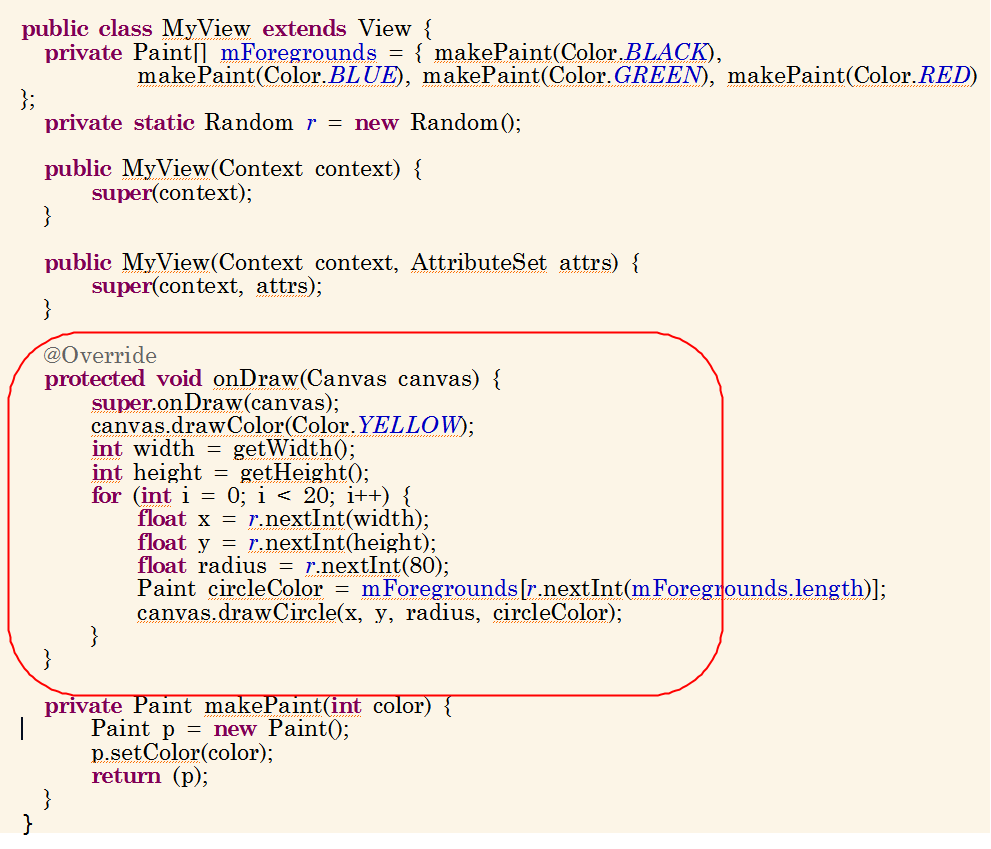 public class MyView extends View {
private Paint[] mForegrounds = { makePaint(Color.BLACK),
makePaint(Color.BLUE), makePaint(Color.GREEN), makePaint(Color.RED)
};
private static Random r = new Random();
public MyView(Context context) {
super(context);
}
public MyView(Context context, AttributeSet attrs) {
super(context, attrs);
}
@Override
protected void onDraw(Canvas canvas) {
super.onDraw(canvas);
canvas.drawColor(Color.YELLOW);
int width = getWidth();
int height = getHeight();
for (int i = 0; i < 20; i++) {
float x = r.nextInt(width);
float y = r.nextInt(height);
float radius = r.nextInt(80);
Paint circleColor = mForegrounds[r.nextInt(mForegrounds.length)];
canvas.drawCircle(x, y, radius, circleColor);
}
}
private Paint makePaint(int color) {
Paint p = new Paint();
p.setColor(color);
return (p);
}
}